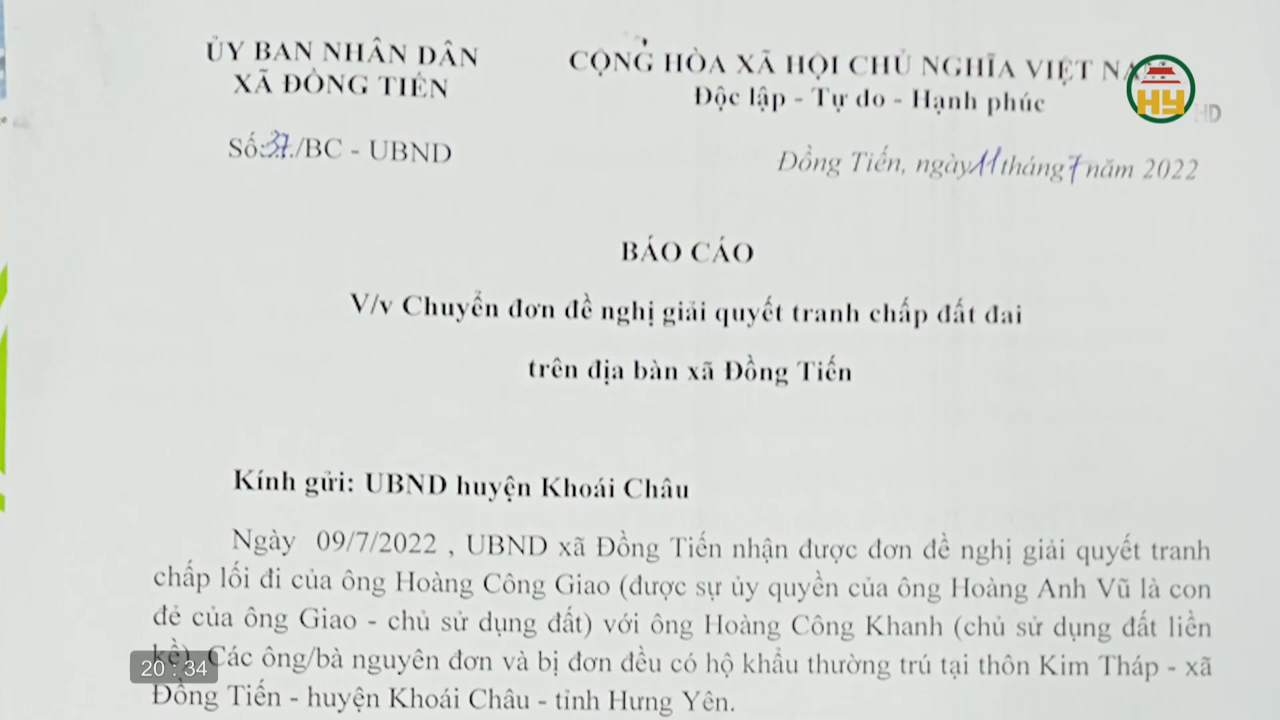 ỦY BAN NHÂN DÂN
XÃ ĐỒNG TIẾN
CỘNG HÒA XÃ HỘI CHỦ NGHĨA VIỆT NA
Độc lập - Tự do - Hạnh phúc
HY HD
Số:37./BC - UBND
Đồng Tiến, ngày 11 tháng 7 năm 2022
BÁO CÁO
V/v Chuyển đơn đề nghị giải quyết tranh chấp đất đai
trên địa bàn xã Đồng Tiến
Kính gửi: UBND huyện Khoái Châu
Ngày 09/7/2022 , UBND xã Đồng Tiến nhận được đơn đề nghị giải quyết tranh
chấp lối đi của ông Hoàng Công Giao (được sự ủy quyền của ông Hoàng Anh Vũ là con
đẻ của ông Giao - chủ sử dụng đất) với ông Hoàng Công Khanh (chủ sử dụng đất liền
kề). Các ông/bà nguyên đơn và bị đơn đều có hộ khẩu thường trú tại thôn Kim Tháp - xã
Đồng Tiến - huyện Khoái Châu - tỉnh Hưng Yên.
20:34